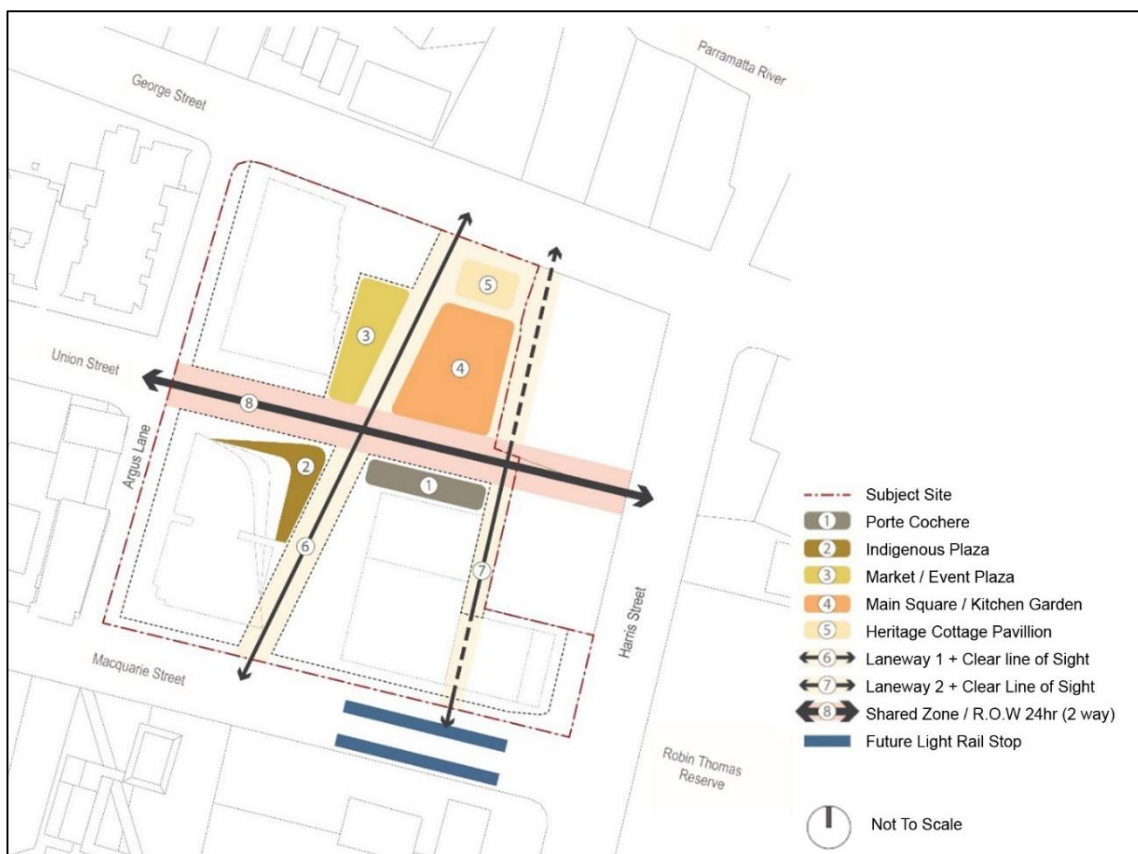 Parramatta River
George Street
5
3
4
Union Street
8
Argus Lane
2
1
6
7
Harris Street
Macquarie Street
Robin Thomas
Reserve
Subject Site
1 Porte Cochere
2 Indigenous Plaza
3 Market / Event Plaza
4 Main Square / Kitchen Garden
5 Heritage Cottage Pavillion
6 Laneway 1 + Clear line of Sight
7 Laneway 2 + Clear Line of Sight
8 Shared Zone / R.O.W 24hr (2 way)
Future Light Rail Stop
Not To Scale